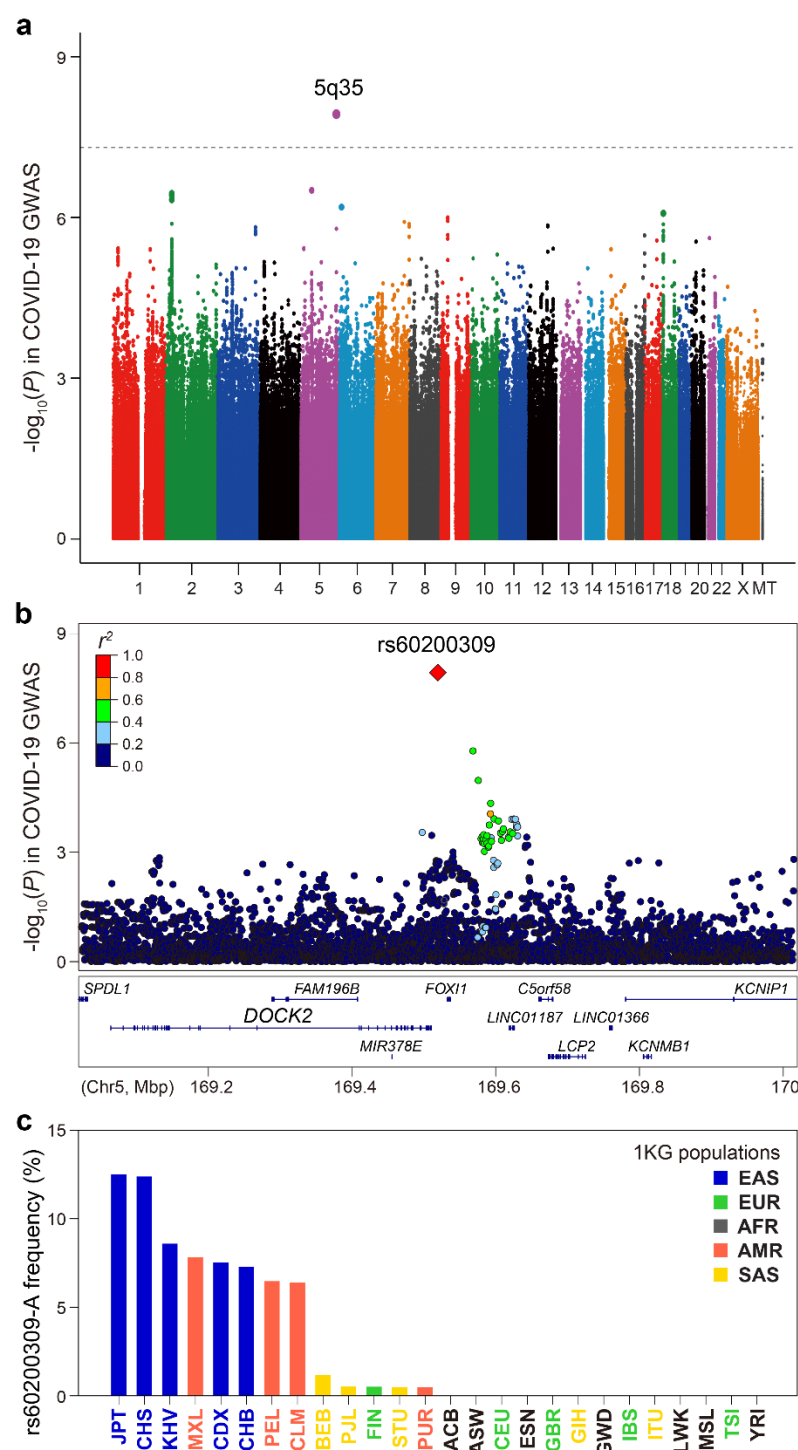 a
9
6
3
0
-log10(P) in COVID-19 GWAS
5q35
1 2 3 4 5 6 7 8 9 10 11 12 13 14 15 16 17 18 20 22 X MT
b
9
6
3
0
-log10(P) in COVID-19 GWAS
r2
1.0
0.8
0.6
0.4
0.2
0.0
rs60200309
SPDL1 FAM196B FOXI1 C5orf58 KCNIP1
DOCK2 LINC01187 LINC01366
MIR378E LCP2 KCNMB1
(Chr5, Mbp) 169.2 169.4 169.6 169.8 170
c
15
10
5
0
rs60200309-A frequency (%)
1KG populations
EAS
EUR
AFR
AMR
SAS
JPT CHS KHV MXL CDX CHB PEL CLM BEB PJL FIN STU PUR ACB ASW CEU ESN GBR GIH GWD IBS ITU LWK MSL TSI YRI